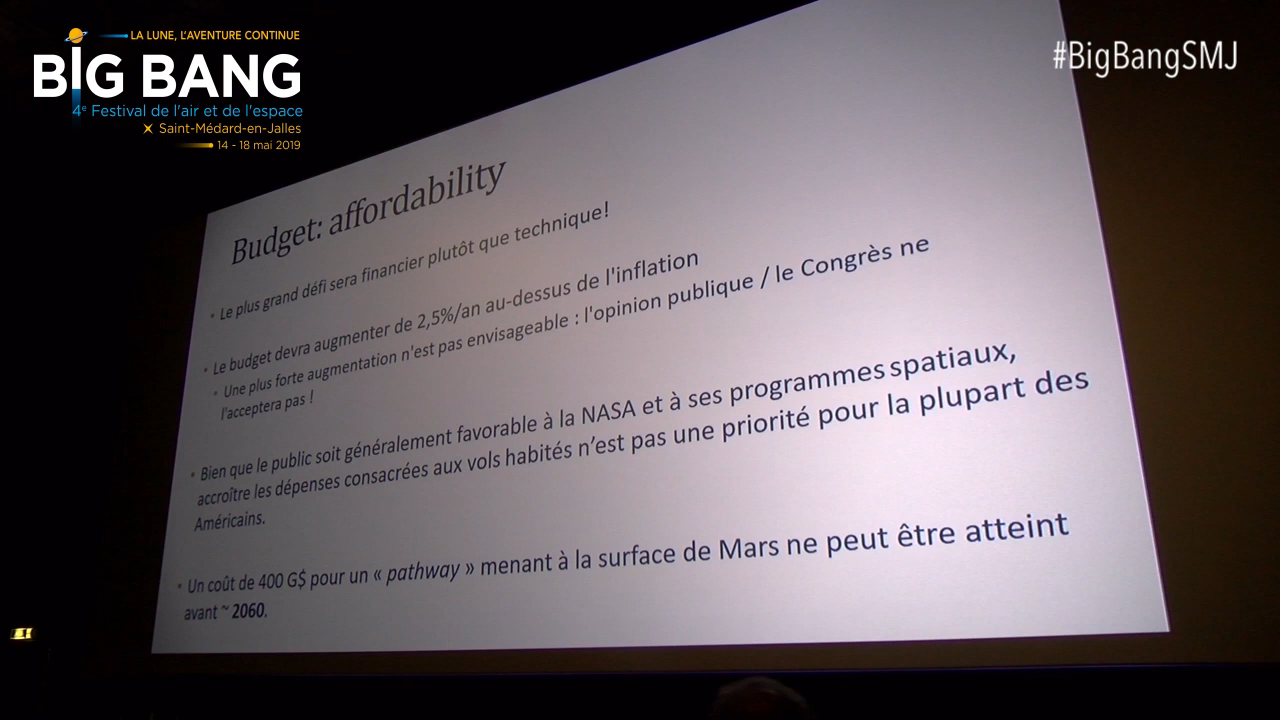 LA LUNE, L'AVENTURE CONTINUE
BIG BANG
4e Festival de l'air et de l'espace
Saint-Médard-en-Jalles
14 - 18 mai 2019
#BigBangSMJ
Budget: affordability
• Le plus grand défi sera financier plutôt que technique!
• Le budget devra augmenter de 2,5%/an au-dessus de l'inflation
• Une plus forte augmentation n'est pas envisageable : l'opinion publique / le Congrès ne
l'acceptera pas !
• Bien que le public soit généralement favorable à la NASA et à ses programmes spatiaux,
accroître les dépenses consacrées aux vols habités n’est pas une priorité pour la plupart des
Américains.
• Un coût de 400 G$ pour un « pathway » menant à la surface de Mars ne peut être atteint
avant ~ 2060.